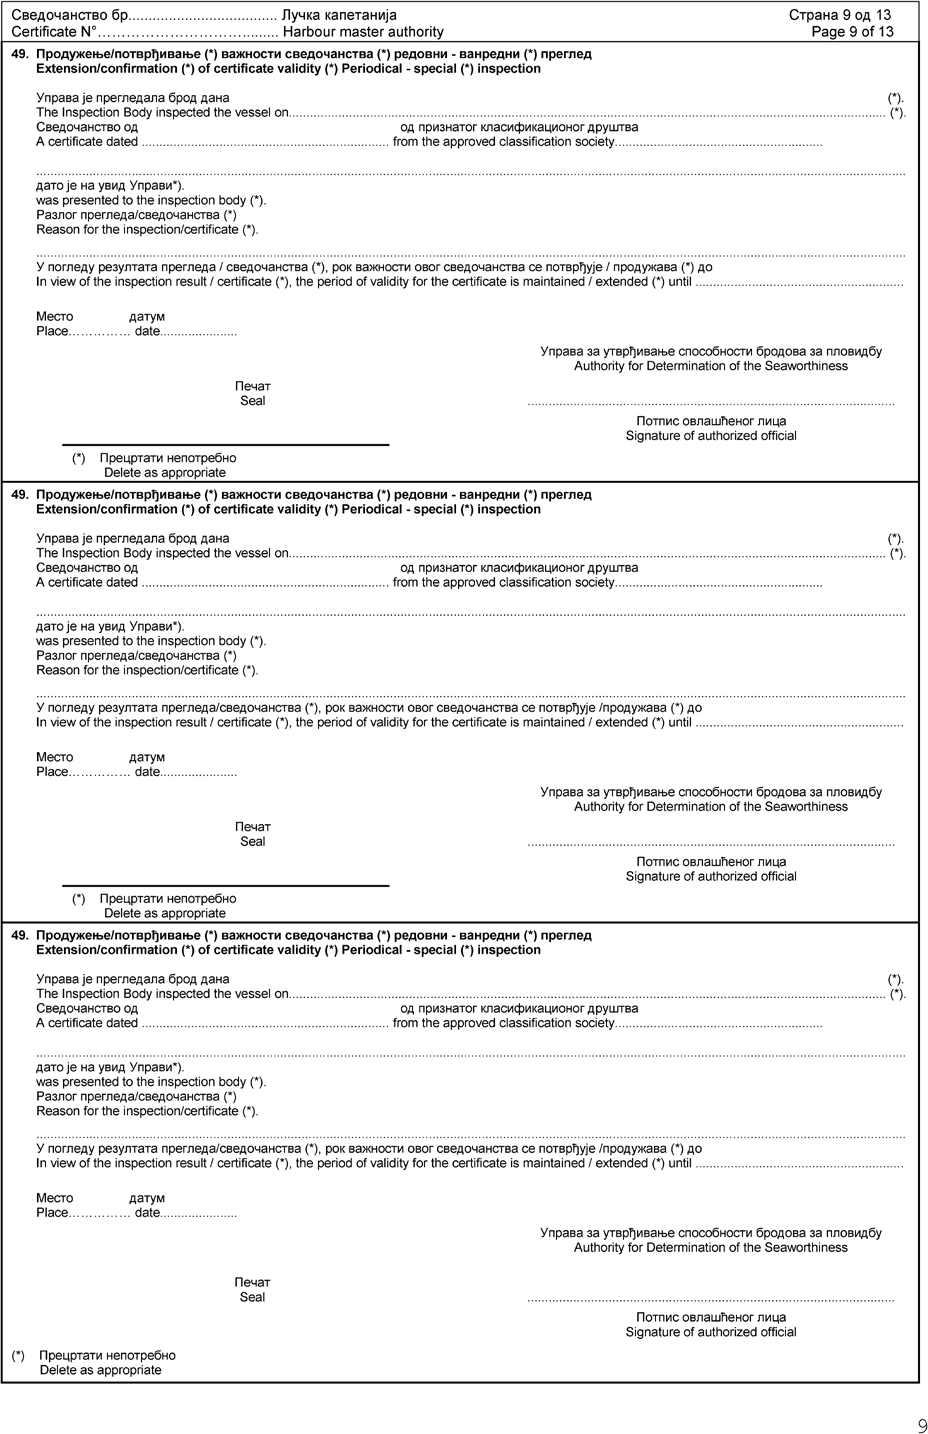 Сведочанство бр..................................... Лучка капетанија Страна 9 од 13
Certificate N°……………………………......... Harbour master authority Page 9 of 13
49. Продужење/потврђивање (*) важности сведочанства (*) редовни - ванредни (*) преглед
Extension/confirmation (*) of certificate validity (*) Periodical - special (*) inspection
Управа је прегледала брод дана (*).
The Inspection Body inspected the vessel on.......................................................................................................... (*).
Сведочанство од од признатог класификационог друштва
A certificate dated ...................................................................... from the approved classification society...........................................................
..........................................................................................................................................................
дато је на увид Управи*).
was presented to the inspection body (*).
Разлог прегледа/сведочанства (*)
Reason for the inspection/certificate (*).
..........................................................................................................................................................
У погледу резултата прегледа / сведочанства (*), рок важности овог сведочанства се потврђује / продужава (*) до
In view of the inspection result / certificate (*), the period of validity for the certificate is maintained / extended (*) until ...........................................................
Место датум
Place…………… date......................
Управа за утврђивање способности бродова за пловидбу
Authority for Determination of the Seaworthiness
Печат
Seal ........................................................................................................
Потпис овлашћеног лица
Signature of authorized official
(*) Прецртати непотребно
Delete as appropriate
49. Продужење/потврђивање (*) важности сведочанства (*) редовни - ванредни (*) преглед
Extension/confirmation (*) of certificate validity (*) Periodical - special (*) inspection
Управа је прегледала брод дана (*).
The Inspection Body inspected the vessel on.......................................................................................................... (*).
Сведочанство од од признатог класификационог друштва
A certificate dated ...................................................................... from the approved classification society...........................................................
..........................................................................................................................................................
дато је на увид Управи*).
was presented to the inspection body (*).
Разлог прегледа/сведочанства (*)
Reason for the inspection/certificate (*).
..........................................................................................................................................................
У погледу резултата прегледа/сведочанства (*), рок важности овог сведочанства се потврђује /продужава (*) до
In view of the inspection result / certificate (*), the period of validity for the certificate is maintained / extended (*) until ...........................................................
Место датум
Place…………… date......................
Управа за утврђивање способности бродова за пловидбу
Authority for Determination of the Seaworthiness
Печат
Seal ........................................................................................................
Потпис овлашћеног лица
Signature of authorized official
(*) Прецртати непотребно
Delete as appropriate
49. Продужење/потврђивање (*) важности сведочанства (*) редовни - ванредни (*) преглед
Extension/confirmation (*) of certificate validity (*) Periodical - special (*) inspection
Управа је прегледала брод дана (*).
The Inspection Body inspected the vessel on.......................................................................................................... (*).
Сведочанство од од признатог класификационог друштва
A certificate dated ...................................................................... from the approved classification society...........................................................
..........................................................................................................................................................
дато је на увид Управи*).
was presented to the inspection body (*).
Разлог прегледа/сведочанства (*)
Reason for the inspection/certificate (*).
..........................................................................................................................................................
У погледу резултата прегледа/сведочанства (*), рок важности овог сведочанства се потврђује /продужава (*) до
In view of the inspection result / certificate (*), the period of validity for the certificate is maintained / extended (*) until ...........................................................
Место датум
Place…………… date......................
Управа за утврђивање способности бродова за пловидбу
Authority for Determination of the Seaworthiness
Печат
Seal ........................................................................................................
Потпис овлашћеног лица
Signature of authorized official
(*) Прецртати непотребно
Delete as appropriate
9